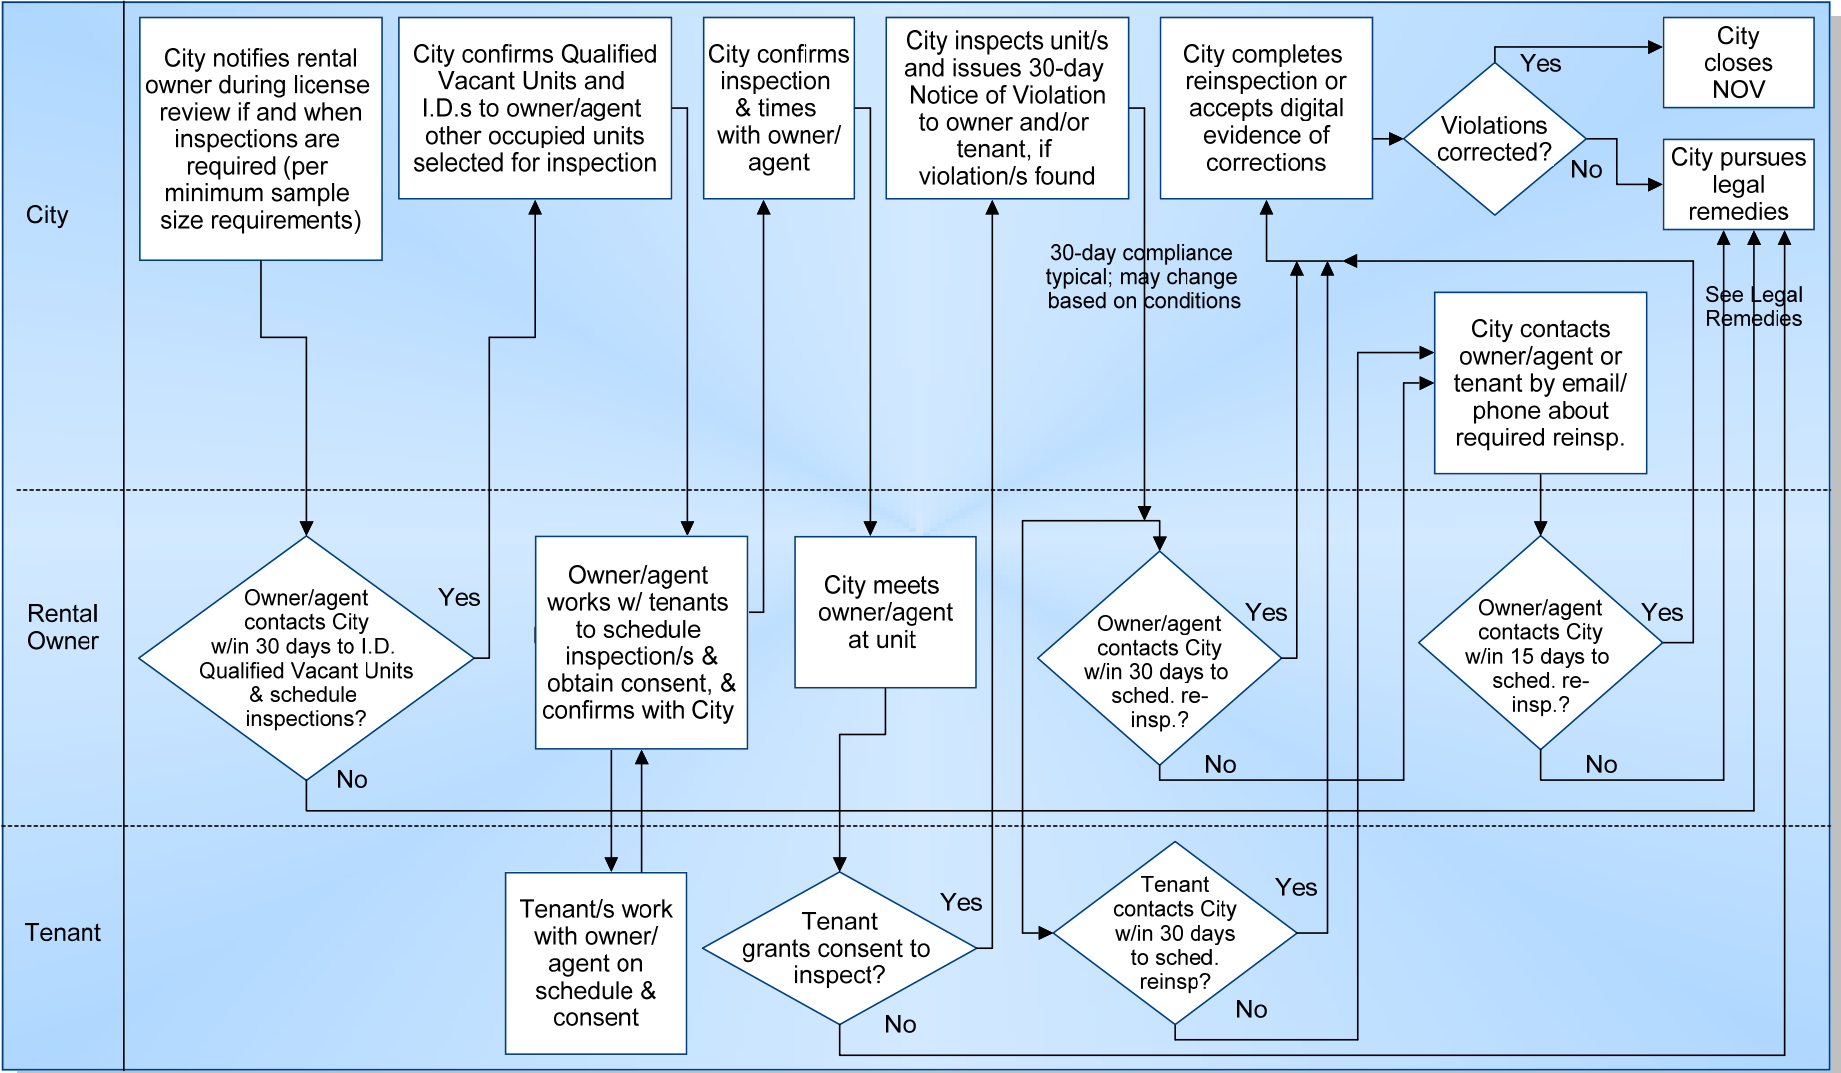 City notifies rental
owner during license
review if and when
inspections are
required (per
minimum sample
size requirements)
City confirms Qualified
Vacant Units and
I.D.s to owner/agent
other occupied units
selected for inspection
City confirms
inspection
& times
with owner/
agent
City inspects unit/s
and issues 30-day
Notice of Violation
to owner and/or
tenant, if
violation/s found
City completes
reinspection or
accepts digital
evidence of
corrections
Violations
corrected?
Yes
No
City
closes
NOV
City pursues
legal
remedies
City
30-day compliance
typical; may change
based on conditions
See Legal
Remedies
City contacts
owner/agent or
tenant by email/
phone about
required reinsp.
Rental
Owner
Owner/agent
contacts City
w/in 30 days to I.D.
Qualified Vacant Units
& schedule
inspections?
Yes
No
Owner/agent
works w/ tenants
to schedule
inspection/s &
obtain consent, &
confirms with City
City meets
owner/agent
at unit
Owner/agent
contacts City
w/in 30 days to
sched. re-
insp.?
Yes
No
Owner/agent
contacts City
w/in 15 days to
sched. re-
insp.?
Yes
No
Tenant
Tenant/s work
with owner/
agent on
schedule &
consent
Tenant
grants consent to
inspect?
Yes
No
Tenant
contacts City
w/in 30 days
to sched.
reinsp?
Yes
No